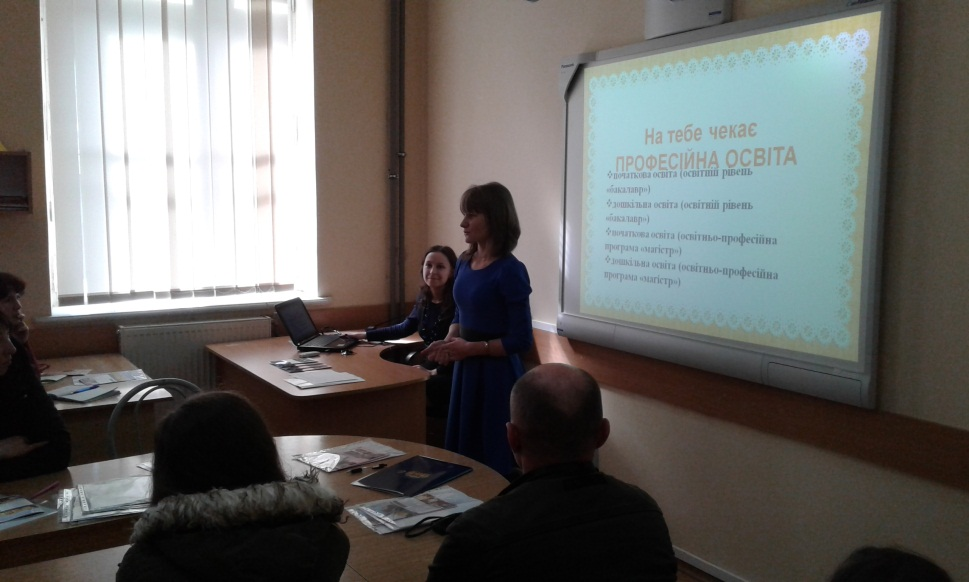 На тебе чекає
ПРОФЕСІЙНА ОСВІТА
❖початкова освіта (освітній рівень
«бакалавр»)
❖дошкільна освіта (освітній рівень
«бакалавр»)
❖початкова освіта (освітньо-професійна
програма «магістр»)
❖дошкільна освіта (освітньо-професійна
програма «магістр»)